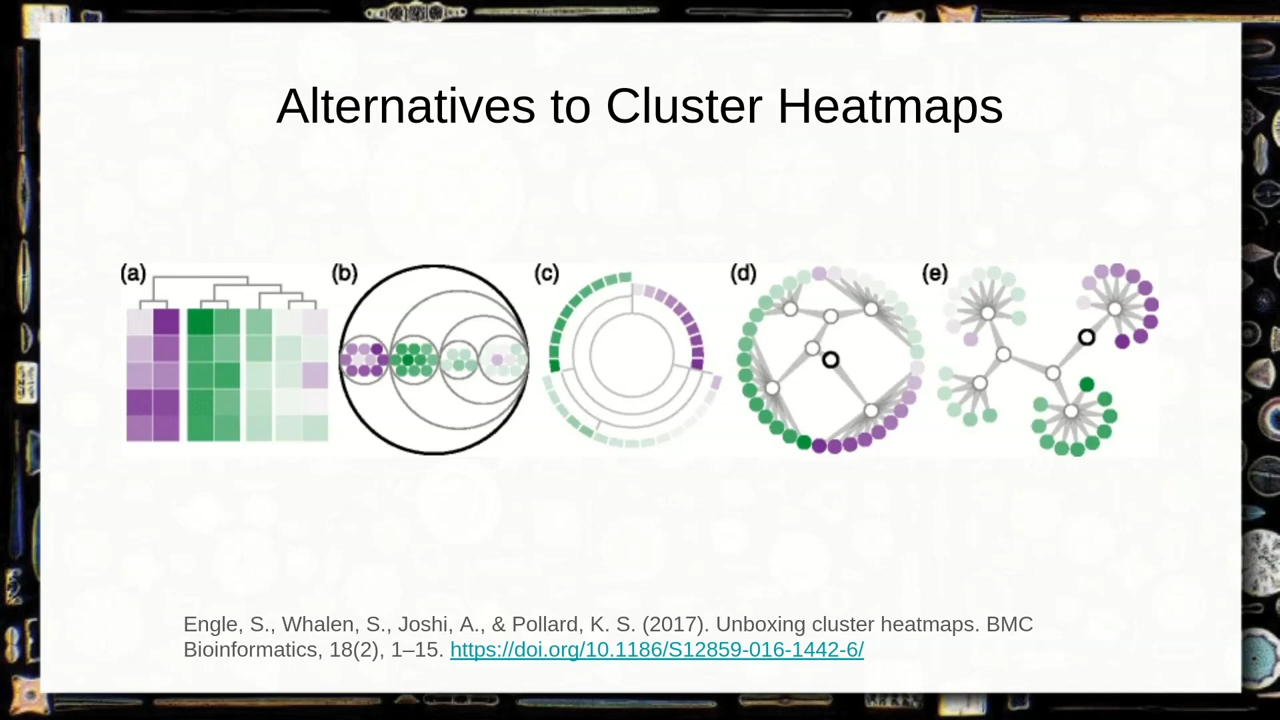 Alternatives to Cluster Heatmaps
(a) (b) (c) (d) (e)
Engle, S., Whalen, S., Joshi, A., & Pollard, K. S. (2017). Unboxing cluster heatmaps. BMC
Bioinformatics, 18(2), 1–15. https://doi.org/10.1186/S12859-016-1442-6/